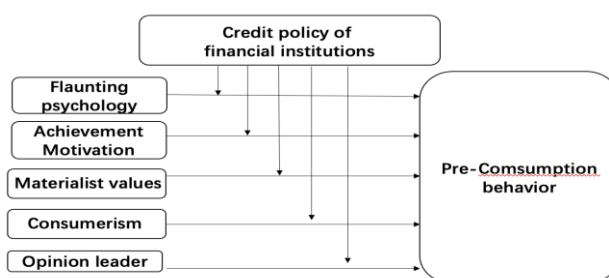 Credit policy of
financial institutions
Flaunting
psychology
Achievement
Motivation
Materialist values
Consumerism
Opinion leader
Pre-Comsumption
behavior